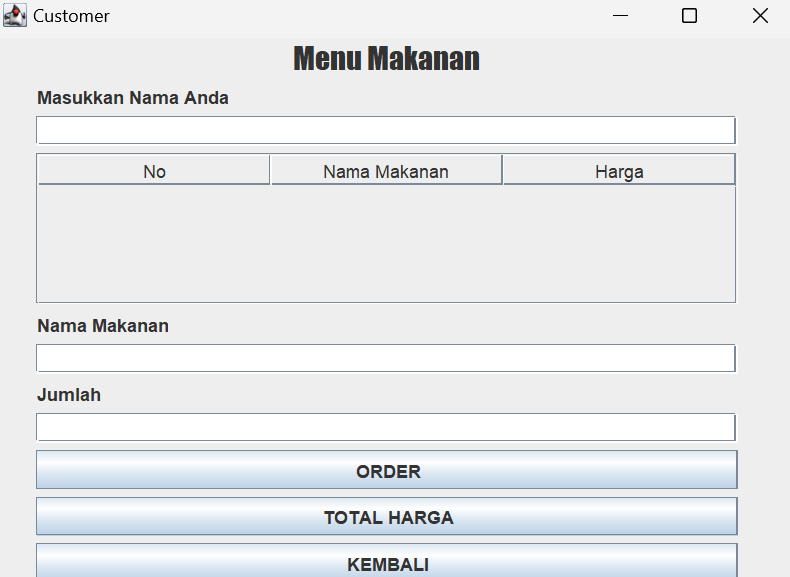 Customer
Menu Makanan
Masukkan Nama Anda
No Nama Makanan Harga
Nama Makanan
Jumlah
ORDER
TOTAL HARGA
KEMBALI